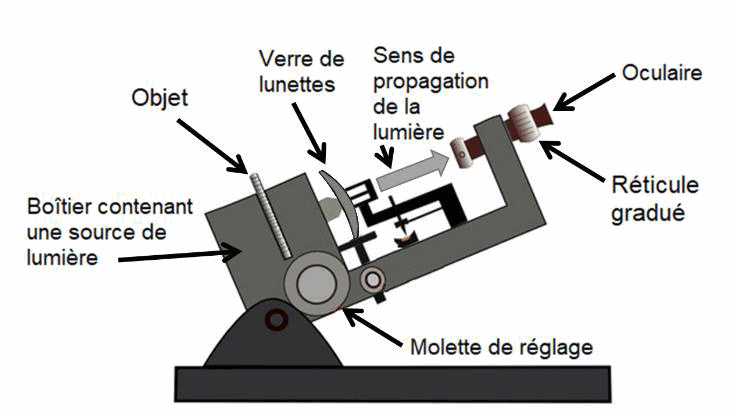 Objet
Verre de
lunettes
Sens de
propagation
de la
lumière
Oculaire
Réticule
gradué
Boîtier contenant
une source de
lumière
Molette de réglage